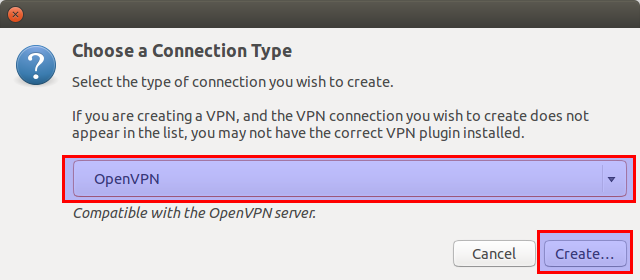 Choose a Connection Type
Select the type of connection you wish to create.
If you are creating a VPN, and the VPN connection you wish to create does not
appear in the list, you may not have the correct VPN plugin installed.
OpenVPN
Compatible with the OpenVPN server.
Cancel
Create...